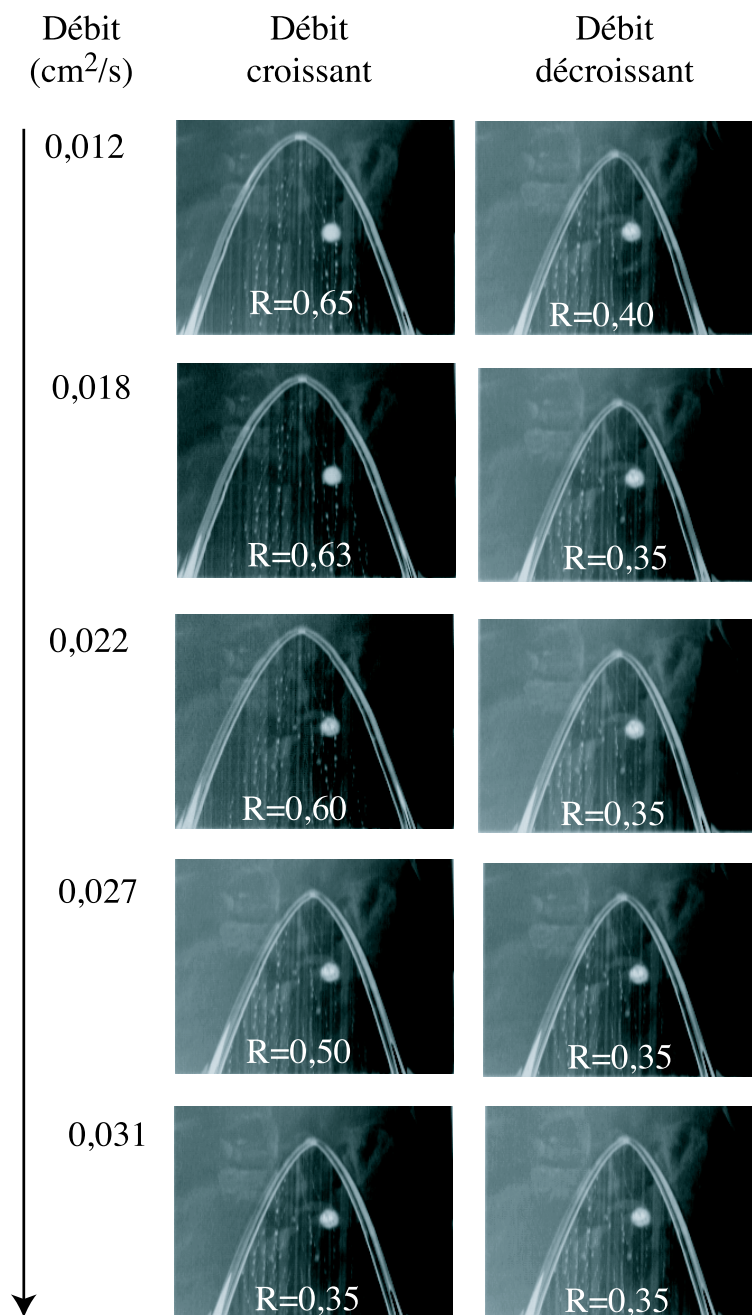 Débit
(cm²/s)
Débit
croissant
Débit
décroissant
0,012
R=0,65
R=0,40
0,018
R=0,63
R=0,35
0,022
R=0,60
R=0,35
0,027
R=0,50
R=0,35
0,031
R=0,35
R=0,35